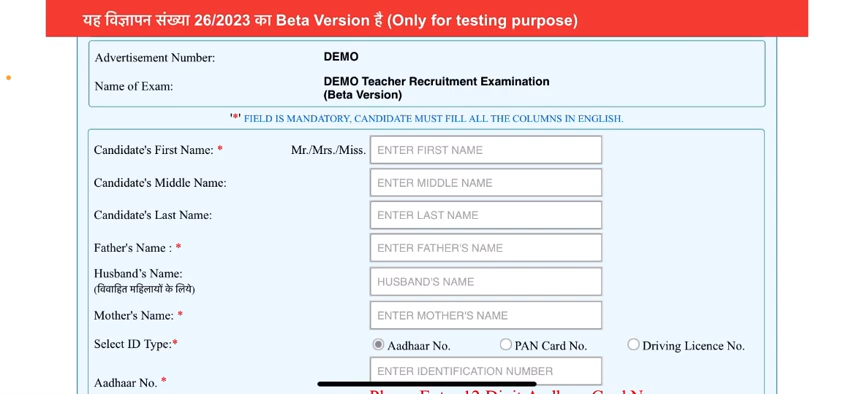 यह विज्ञापन संख्या 26/2023 का Beta Version है (Only for testing purpose)
Advertisement Number: DEMO
Name of Exam: DEMO Teacher Recruitment Examination
(Beta Version)
'*' FIELD IS MANDATORY, CANDIDATE MUST FILL ALL THE COLUMNS IN ENGLISH.
Candidate's First Name: * Mr./Mrs./Miss. ENTER FIRST NAME
Candidate's Middle Name: ENTER MIDDLE NAME
Candidate's Last Name: ENTER LAST NAME
Father's Name : * ENTER FATHER'S NAME
Husband's Name: HUSBAND'S NAME
(विवाहित महिलायों के लिये)
Mother's Name: * ENTER MOTHER'S NAME
Select ID Type:* Aadhaar No. PAN Card No. Driving Licence No.
Aadhaar No. * ENTER IDENTIFICATION NUMBER